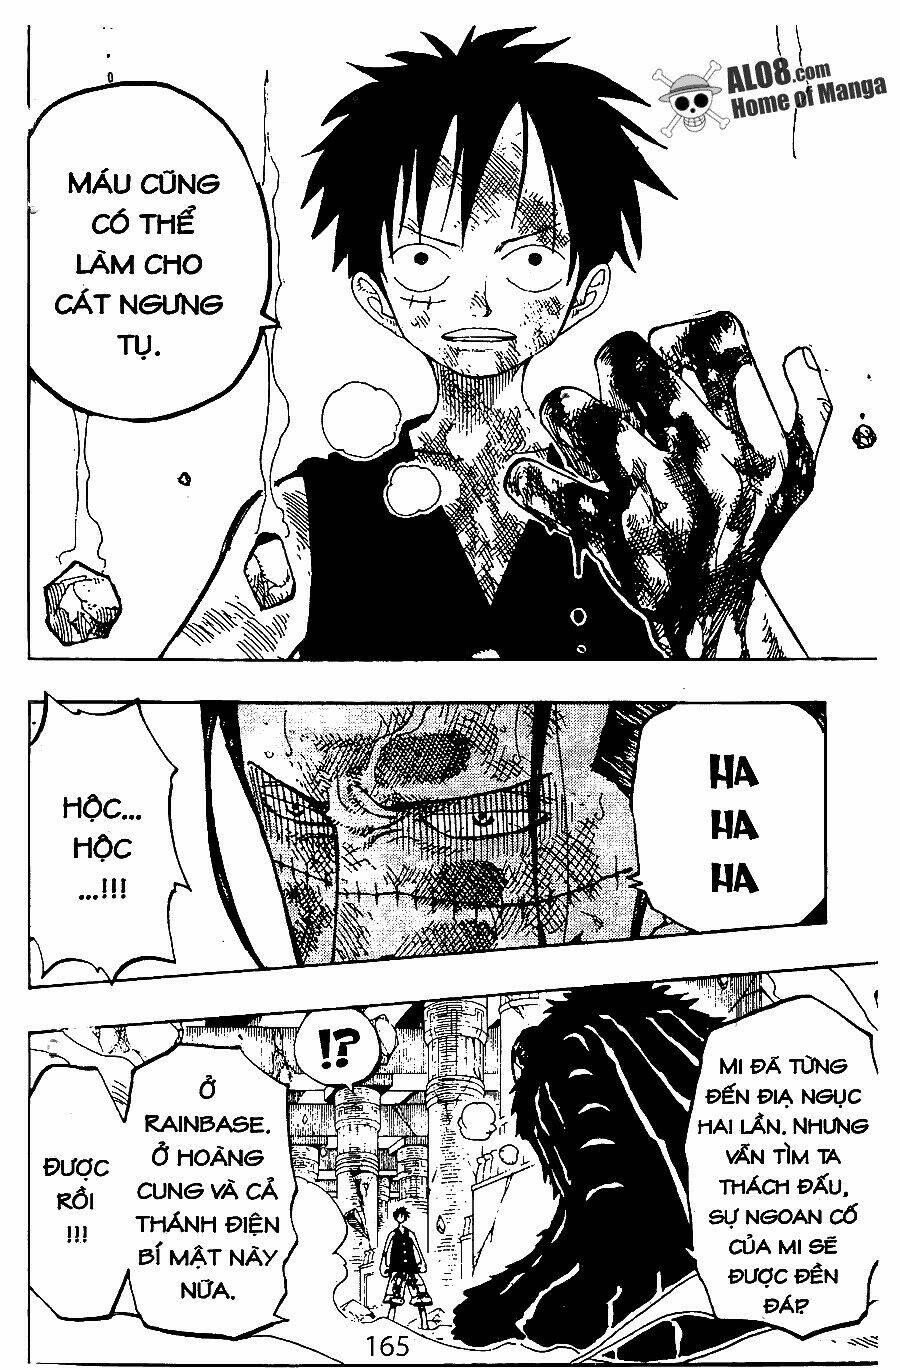 AL08.com
Home of Manga
MÁU CŨNG
CÓ THỂ
LÀM CHO
CÁT NGƯNG
TỤ.
HA
HA
HA
HỘC...
HỘC
...!!!
MI ĐÃ TỪNG
ĐẾN ĐỊA NGỤC
HAI LẦN. NHƯNG
VẪN TÌM TA
THÁCH ĐẤU,
SỰ NGOAN CỐ
CỦA MI SẼ
ĐƯỢC ĐỀN
ĐÁP?
!?
Ở
RAINBASE.
Ở HOÀNG
CUNG VÀ CẢ
THÁNH ĐIỆN
BÍ MẬT NÀY
NỮA.
ĐƯỢC
RỒI
!!!
165